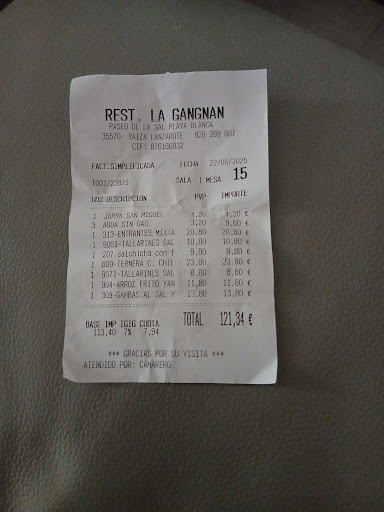 REST. LA GANGNAN
PASEO DE LA SAL PLAYA BLANCA
35570 YAIZA LANZAROTE 928 398 807
CIF: B76166032
FACT.SIMPLIFICADA FECHA 22/08/2025
T001/23975 SALA 1 MESA 15
UDS DESCRIPCION PVP IMPORTE
1 JARRA SAN MIGUEL 4,20 4,20 €
3 AGUA SIN GAS 3,20 9,60 €
1 313-ENTRANTES MIXTA 20,80 20,80 €
1 9061-TALLARINES SAL 10,80 10,80 €
1 207 salchicha con f 9,80 9,80 €
1 809-TERNERA C. CHIL 23,80 23,80 €
1 9071-TALLARINES SAL 8,80 8,80 €
1 904-ARROZ FRITO YAN 11,80 11,80 €
1 309-GAMBAS AL SAL Y 13,80 13,80 €
BASE IMP IGIG CUOTA TOTAL 121,34 €
113,40 7% 7,94
*** GRACIAS POR SU VISITA ***
ATENDIDO POR: CAMARERO